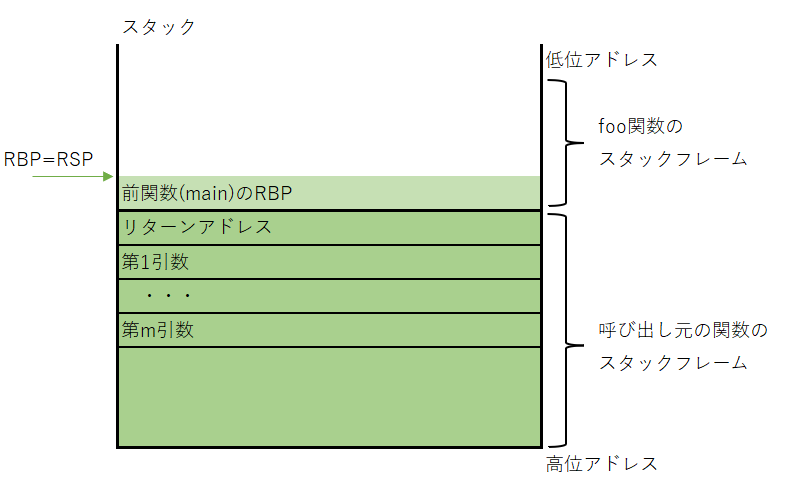 スタック
低位アドレス
foo関数の
スタックフレーム
RBP=RSP
前関数(main)のRBP
リターンアドレス
第1引数
・・・
第m引数
呼び出し元の関数の
スタックフレーム
高位アドレス